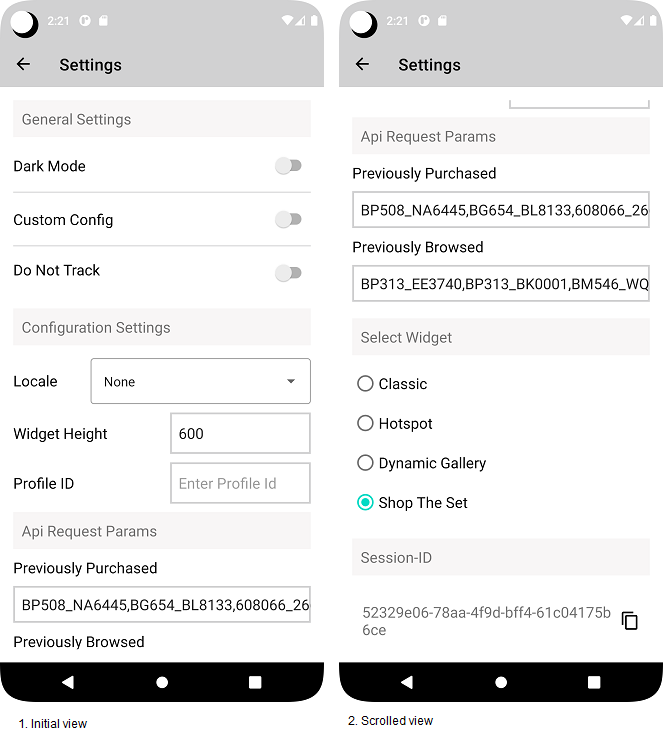 2:21
Settings
General Settings
Dark Mode
Custom Config
Do Not Track
Configuration Settings
Locale None
Widget Height 600
Profile ID Enter Profile Id
Api Request Params
Previously Purchased
BP508_NA6445,BG654_BL8133,608066_26
Previously Browsed
1. Initial view
2:21
Settings
Api Request Params
Previously Purchased
BP508_NA6445,BG654_BL8133,608066_26
Previously Browsed
BP313_EE3740,BP313_BK0001,BM546_WQ
Select Widget
Classic
Hotspot
Dynamic Gallery
Shop The Set
Session-ID
52329e06-78aa-4f9d-bff4-61c04175b
6ce
2. Scrolled view